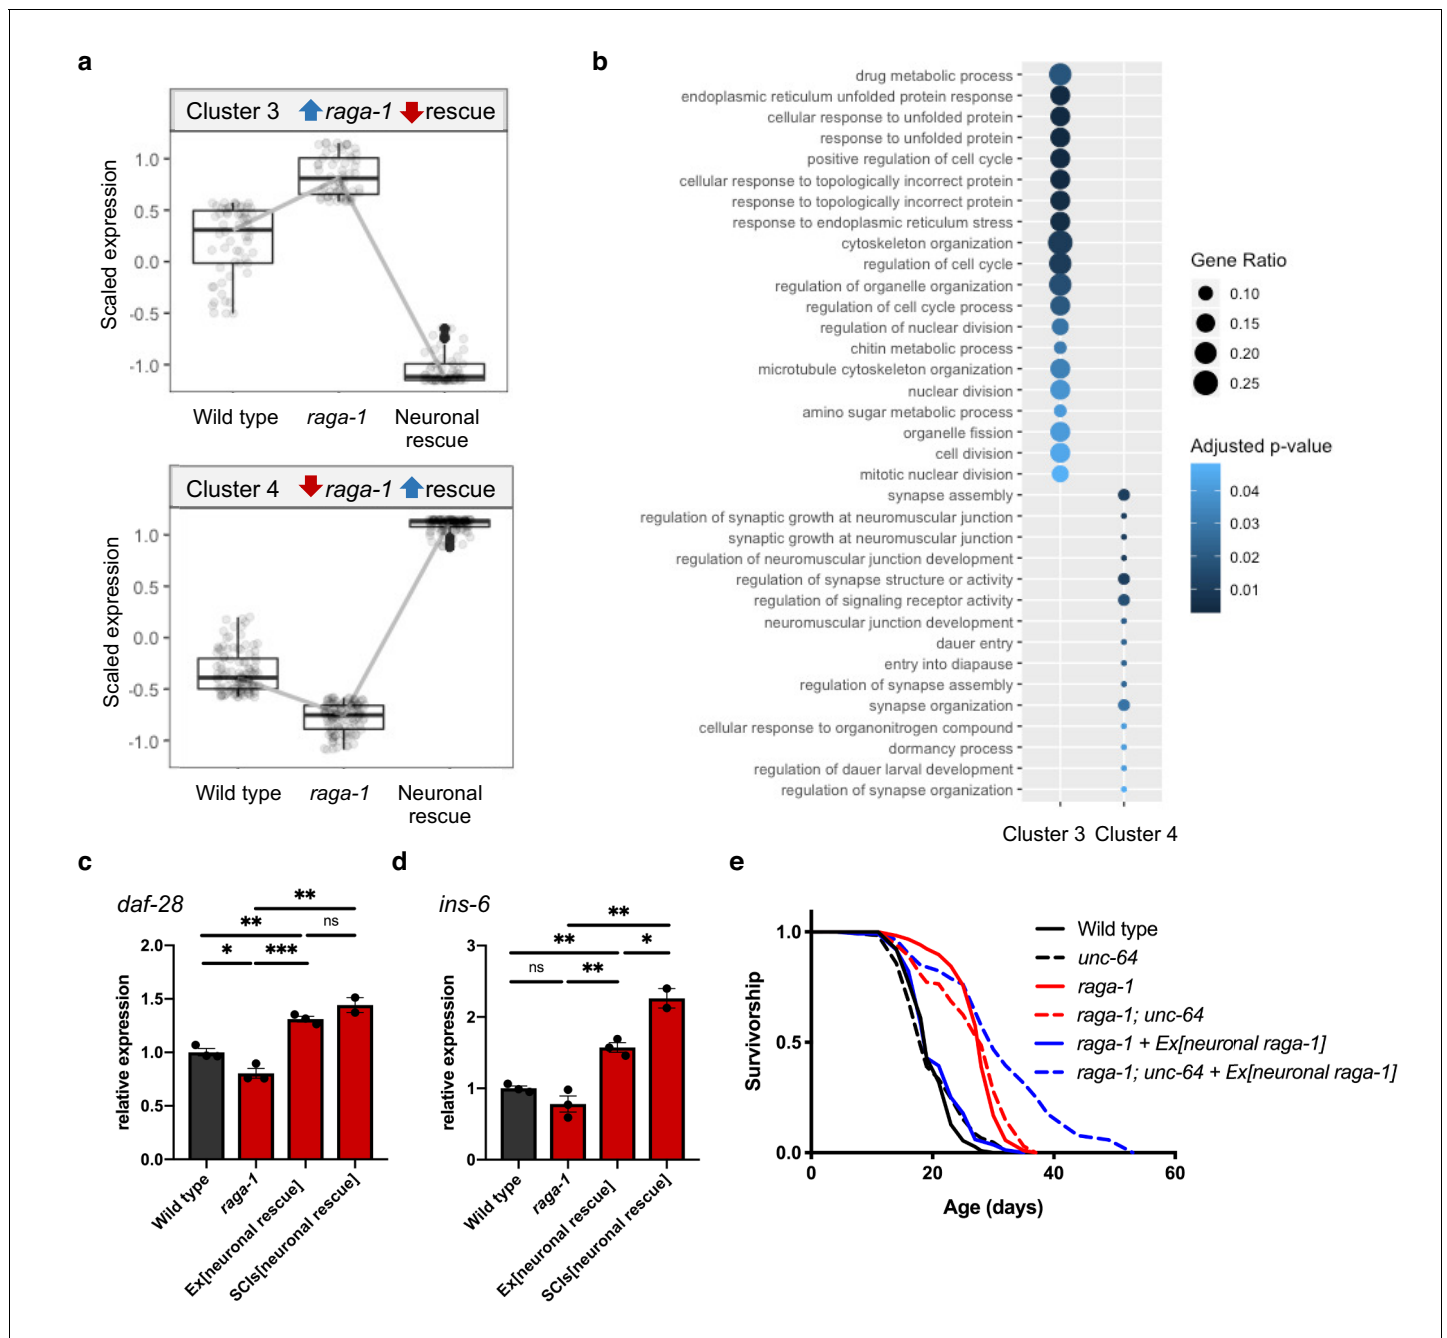 a
Cluster 3 raga-1 rescue
Scaled expression
1.0
0.5
0.0
-0.5
-1.0
Wild type raga-1 Neuronal
rescue
Cluster 4 raga-1 rescue
Scaled expression
1.0
0.5
0.0
-0.5
-1.0
Wild type raga-1 Neuronal
rescue
b
drug metabolic process
endoplasmic reticulum unfolded protein response
cellular response to unfolded protein
response to unfolded protein
positive regulation of cell cycle
cellular response to topologically incorrect protein
response to topologically incorrect protein
response to endoplasmic reticulum stress
cytoskeleton organization
regulation of cell cycle
regulation of organelle organization
regulation of cell cycle process
regulation of nuclear division
chitin metabolic process
microtubule cytoskeleton organization
nuclear division
amino sugar metabolic process
organelle fission
cell division
mitotic nuclear division
synapse assembly
regulation of synaptic growth at neuromuscular junction
synaptic growth at neuromuscular junction
regulation of neuromuscular junction development
regulation of synapse structure or activity
regulation of signaling receptor activity
neuromuscular junction development
dauer entry
entry into diapause
regulation of synapse assembly
synapse organization
cellular response to organonitrogen compound
dormancy process
regulation of dauer larval development
regulation of synapse organization
Cluster 3 Cluster 4
Gene Ratio
0.10
0.15
0.20
0.25
Adjusted p-value
0.04
0.03
0.02
0.01
c
daf-28
**
** ns
* ***
relative expression
2.0
1.5
1.0
0.5
0.0
Wild type
raga-1
Ex[neuronal rescue]
SCIs[neuronal rescue]
d
ins-6
**
** *
ns **
relative expression
3
2
1
0
Wild type
raga-1
Ex[neuronal rescue]
SCIs[neuronal rescue]
e
Survivorship
1.0
0.5
0.0
0 20 40 60
Age (days)
Wild type
unc-64
raga-1
raga-1; unc-64
raga-1 + Ex[neuronal raga-1]
raga-1; unc-64 + Ex[neuronal raga-1]